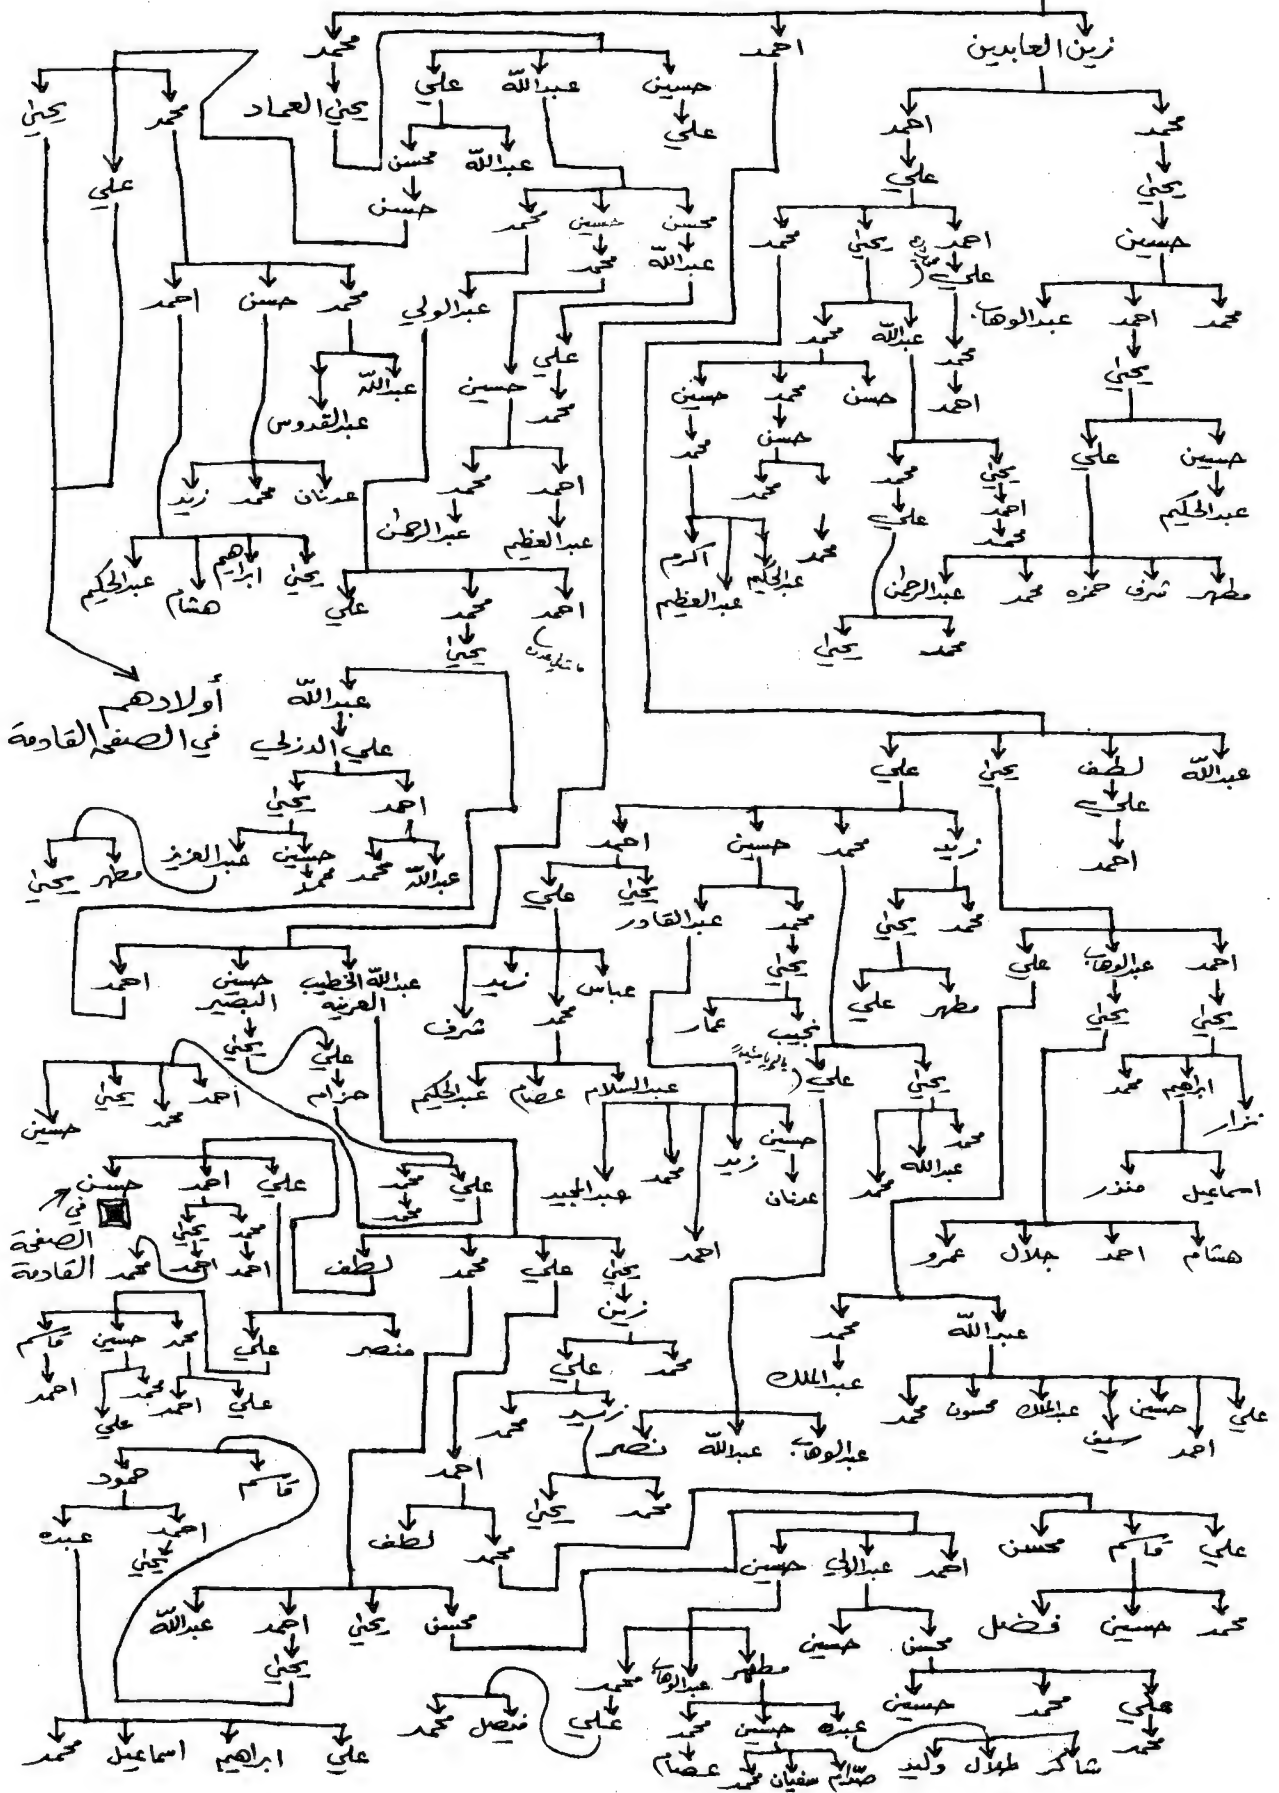 زين العابدين
احمد
محمد
حسين
عبدالله
علي
يحيى العماد
محمد
يحيى
محمد
احمد
علي
علي
محسن
عبدالله
حسن
علي
يحيى
علي
محسن
حسين
محمد
حسين
احمد
يحيى
محمد
علي
عبدالله
محمد
عبدالولي
محمد
احمد
عبدالوهاب
محمد
حسن
احمد
عبدالله
محمد
علي
حسين
محمد
يحيى
محمد
احمد
حسن
محمد
حسين
عبدالله
عبدالقدوس
حسين
علي
يحيى
محمد
حسن
محمد
احمد
محمد
عدنان
محمد
زيد
عبدالحكيم
علي
احمد
محمد
محمد
محمد
عبدالعظيم
عبدالرحمن
مطهر
شرف
حمزه
محمد
عبدالرحمن
عبدالحكيم
عبدالعظيم
اكرم
يحيى
ابراهيم
هشام
عبدالحكيم
محمد
يحيى
احمد
محمد
علي
يحيى
عبدالله
أولادهم
في الصفحة القادمة
عبدالله
لطف
يحيى
علي
علي
احمد
احمد
يحيى
زيد
محمد
حسين
احمد
عبدالله
محمد
حسين
عبدالعزيز
محمد
مطهر
يحيى
محمد
يحيى
محمد
عبدالقادر
يحيى
علي
احمد
عبدالوهاب
علي
مطهر
علي
يحيى
عباس
زيد
شرف
محمد
عبدالله الخطيب
العزيه
حسين
البصير
احمد
يحيى
يحيى
نجيب
عمار
يحيى
علي
حزام
نزار
ابراهيم
محمد
يحيى
علي
عبدالسلام
عصام
عبدالحكيم
احمد
محمد
يحيى
حسين
محمد
عبدالله
محمد
حسين
زيد
محمد
احمد
عبدالمجيد
عدنان
علي
محمد
محمد
علي
احمد
حسن
في
الصفحة
القادمة
اسماعيل
منذر
محمد
يحيى
احمد
احمد
محمد
هشام
احمد
جلال
عمرو
يحيى
علي
محمد
لطف
زين
عبدالله
محمد
عبدالملك
محمد
علي
منصر
علي
محمد
حسين
قاسم
علي
احمد
محمد
علي
احمد
علي
احمد
حسين
سيف
عبدالملك
محسون
محمد
زيد
محمد
عبدالوهاب
عبدالله
نصر
محمد
يحيى
احمد
محمد
لطف
قاسم
حمود
احمد
يحيى
عبده
علي
قاسم
محسن
احمد
عبدالولي
حسين
محمد
حسين
فضل
محسن
حسين
محسن
يحيى
احمد
عبدالله
يحيى
مطهر
عبدالوهاب
محمد
علي
محمد
حسين
محمد
علي
فيصل
محمد
عبده
حسين
محمد
شاكر
طلال
وليد
صدام
سفيان
محمد
عصام
علي
ابراهيم
اسماعيل
محمد